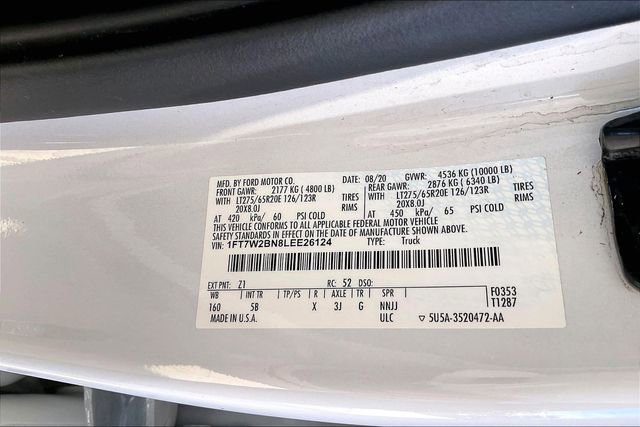 MFD. BY FORD MOTOR CO. DATE: 08/20 GVWR: 4536 KG (10000 LB)
FRONT GAWR: 2177 KG ( 4800 LB) REAR GAWR: 2876 KG ( 6340 LB)
WITH LT275/65R20E 126/123R TIRES WITH LT275/65R20E 126/123R TIRES
20X8.0J RIMS 20X8.0J RIMS
AT 420 kPa/ 60 PSI COLD AT 450 kPa/ 65 PSI COLD
THIS VEHICLE CONFORMS TO ALL APPLICABLE FEDERAL MOTOR VEHICLE
SAFETY STANDARDS IN EFFECT ON THE DATE OF MANUFACTURE SHOWN ABOVE.
VIN: 1FT7W2BN8LEE26124 TYPE: Truck
EXT PNT: Z1 RC: 52 DSO:
WB INT TR TP/PS R AXLE TR SPR F0353
160 5B X 3J G NNJJ T1287
MADE IN U.S.A. ULC ▽ 5U5A-3520472-AA